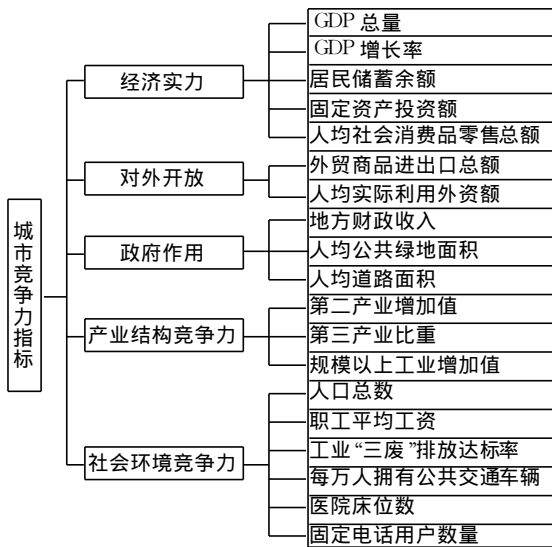 城市竞争力指标
经济实力
GDP 总量
GDP 增长率
居民储蓄余额
固定资产投资额
人均社会消费品零售总额
对外开放
外贸商品进出口总额
人均实际利用外资额
政府作用
地方财政收入
人均公共绿地面积
人均道路面积
产业结构竞争力
第二产业增加值
第三产业比重
规模以上工业增加值
社会环境竞争力
人口总数
职工平均工资
工业“三废”排放达标率
每万人拥有公共交通车辆
医院床位数
固定电话用户数量